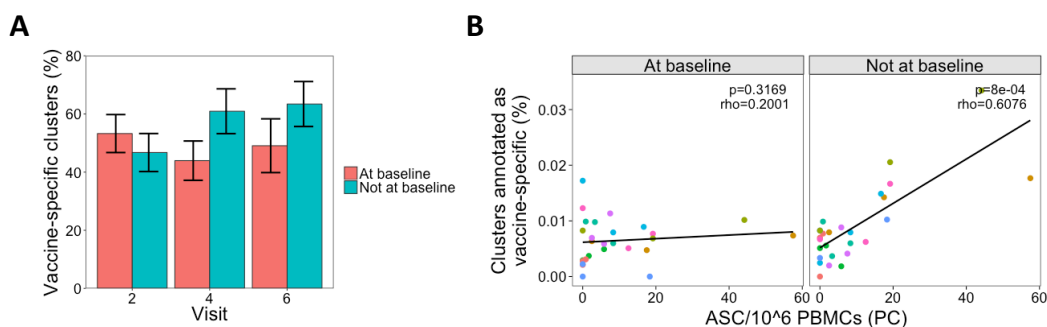 A
Vaccine-specific clusters (%)
80
60
40
20
0
2
4
6
Visit
At baseline
Not at baseline
B
Clusters annotated as
vaccine-specific (%)
At baseline
Not at baseline
p=0.3169
rho=0.2001
p=8e-04
rho=0.6076
0.03
0.02
0.01
0.00
0
20
40
60
0
20
40
60
ASC/10^6 PBMCs (PC)